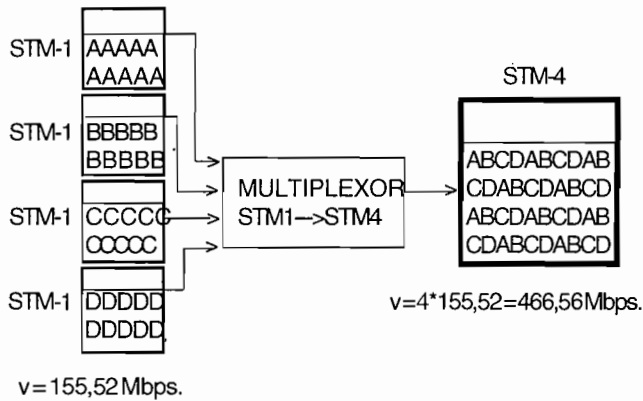 STM-1
AAAAA
AAAAA
STM-1
BBBBB
BBBBB
STM-1
CCCCC
CCCCC
STM-1
DDDDD
DDDDD
v=155,52Mbps.
MULTIPLEXOR
STM1->STM4
STM-4
ABCDABCDAB
CDABCDABCD
ABCDABCDAB
CDABCDABCD
v=4*155,52=466,56Mbps.